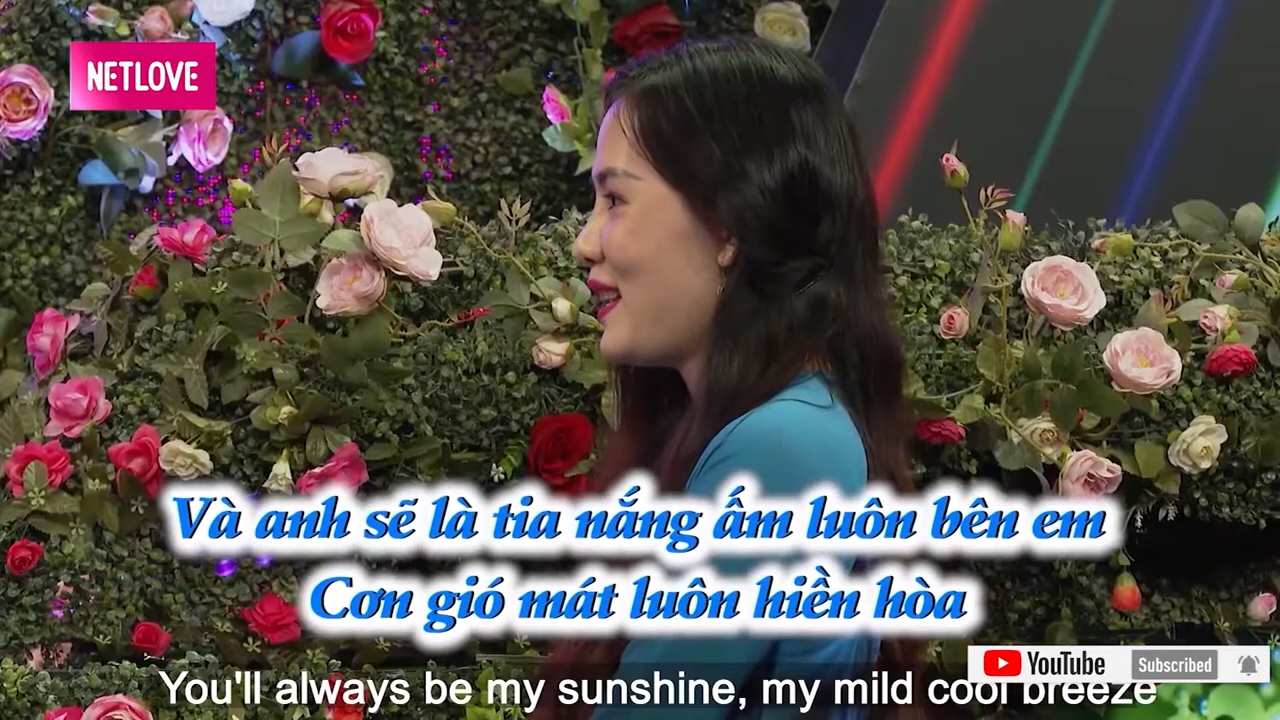 NETLOVE
Và anh sẽ là tia nắng ấm luôn bên em
Cơn gió mát luôn hiền hòa
YouTube Subscribed
You'll always be my sunshine, my mild cool breeze